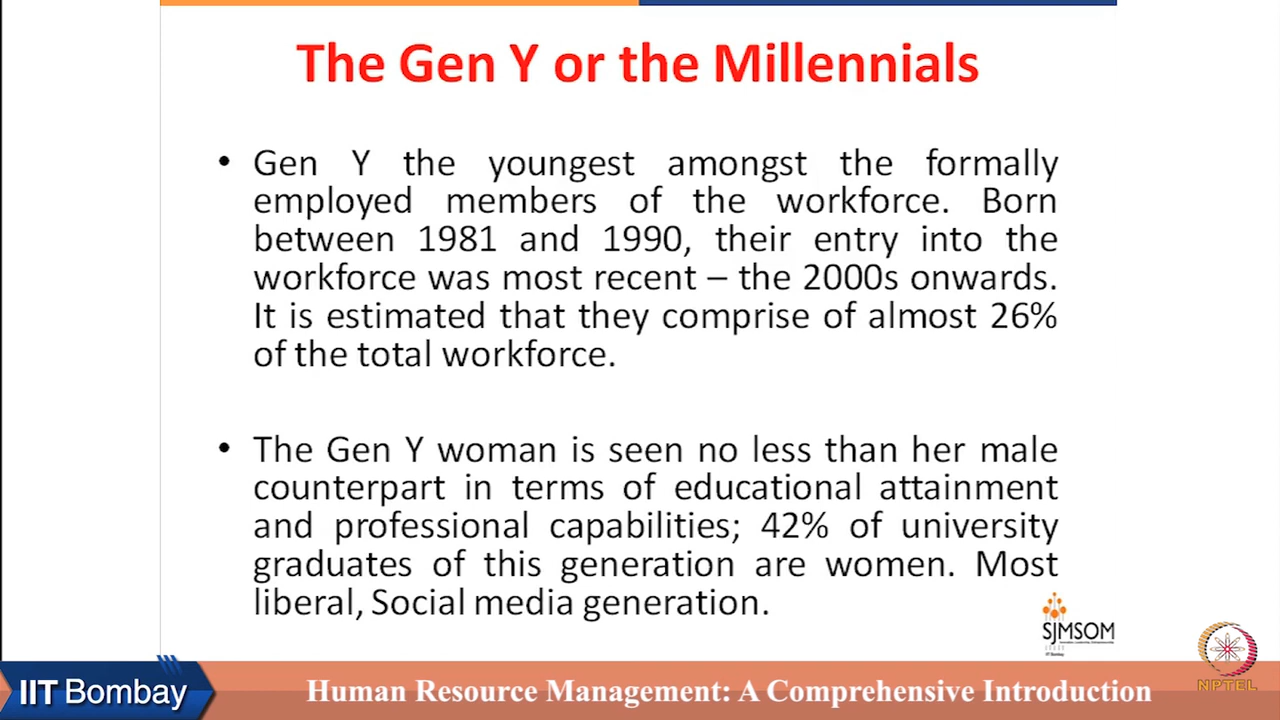 The Gen Y or the Millennials
• Gen Y the youngest amongst the formally
employed members of the workforce. Born
between 1981 and 1990, their entry into the
workforce was most recent – the 2000s onwards.
It is estimated that they comprise of almost 26%
of the total workforce.
• The Gen Y woman is seen no less than her male
counterpart in terms of educational attainment
and professional capabilities; 42% of university
graduates of this generation are women. Most
liberal, Social media generation.
SJMSOM
IIT Bombay
IIT Bombay
Human Resource Management: A Comprehensive Introduction
NPTEL